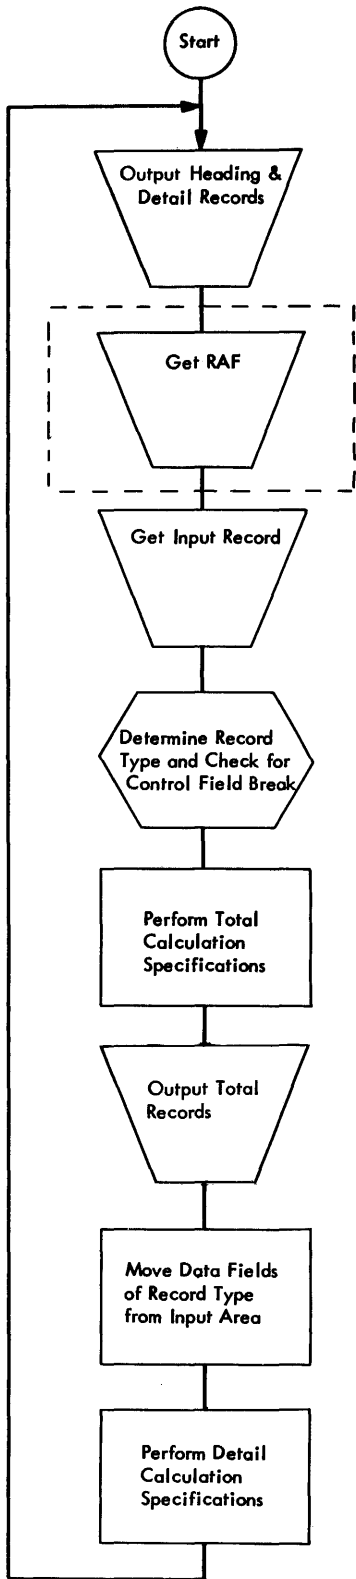 Start
Output Heading &
Detail Records
Get RAF
Get Input Record
Determine Record
Type and Check for
Control Field Break
Perform Total
Calculation
Specifications
Output Total
Records
Move Data Fields
of Record Type
from Input Area
Perform Detail
Calculation
Specifications